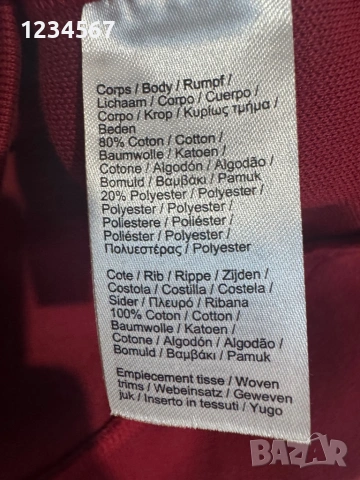 1234567
Corps / Body / Rumpf /
Lichaam / Corpo / Cuerpo /
Corpo / Krop / Κυρίως τμήμα /
Beden
80% Coton / Cotton /
Baumwolle / Katoen /
Cotone / Algodón / Algodão /
Bomuld / Βαμβάκι / Pamuk
20% Polyester / Polyester /
Polyester / Polyester /
Poliestere / Poliéster /
Poliéster / Polyester /
Πολυεστέρας / Polyester
Cote / Rib / Rippe / Zijden /
Costola / Costilla / Costela /
Sider / Πλευρό / Ribana
100% Coton / Cotton /
Baumwolle / Katoen /
Cotone / Algodón / Algodão /
Bomuld / Βαμβάκι / Pamuk
Empiecement tisse / Woven
trims / Webeinsatz / Geweven
juk / Inserto in tessuti / Yugo
BAZAR